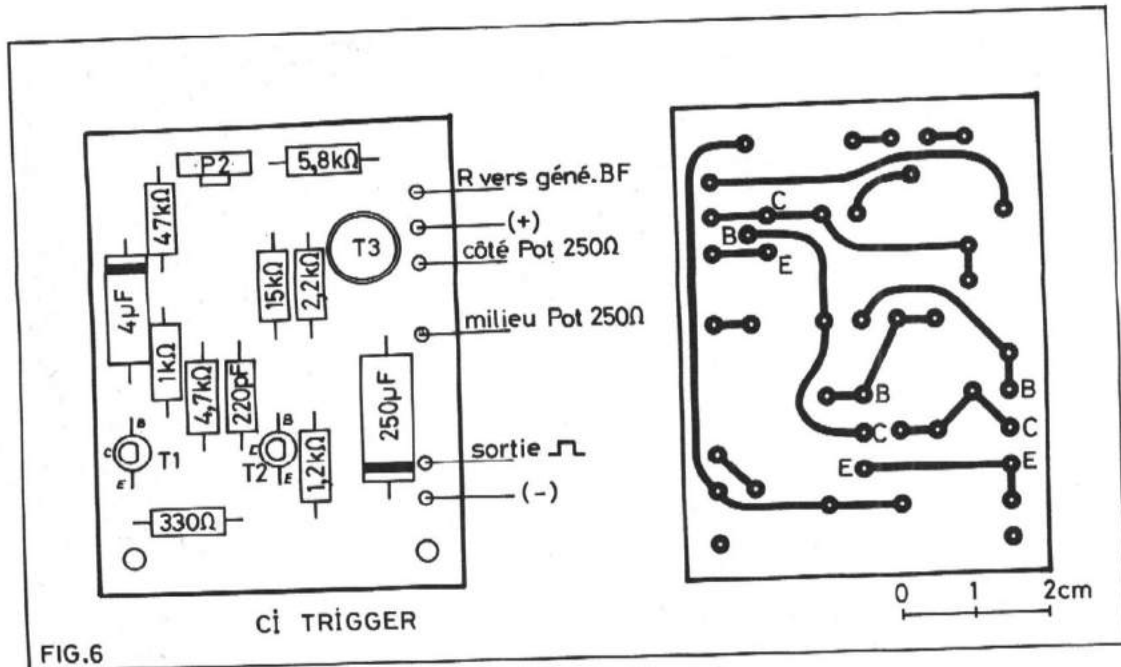 P2
5,8kΩ
R vers géné.BF
47kΩ
(+)
T3
côté Pot 250Ω
4µF
15kΩ
2,2kΩ
milieu Pot 250Ω
1kΩ
4,7kΩ
220pF
250µF
B
C
T1
E
B
C
T2
E
1,2kΩ
sortie
(-)
330Ω
Ci TRiGGER
C
B
E
B
B
C
C
E
E
0 1 2cm
FIG.6